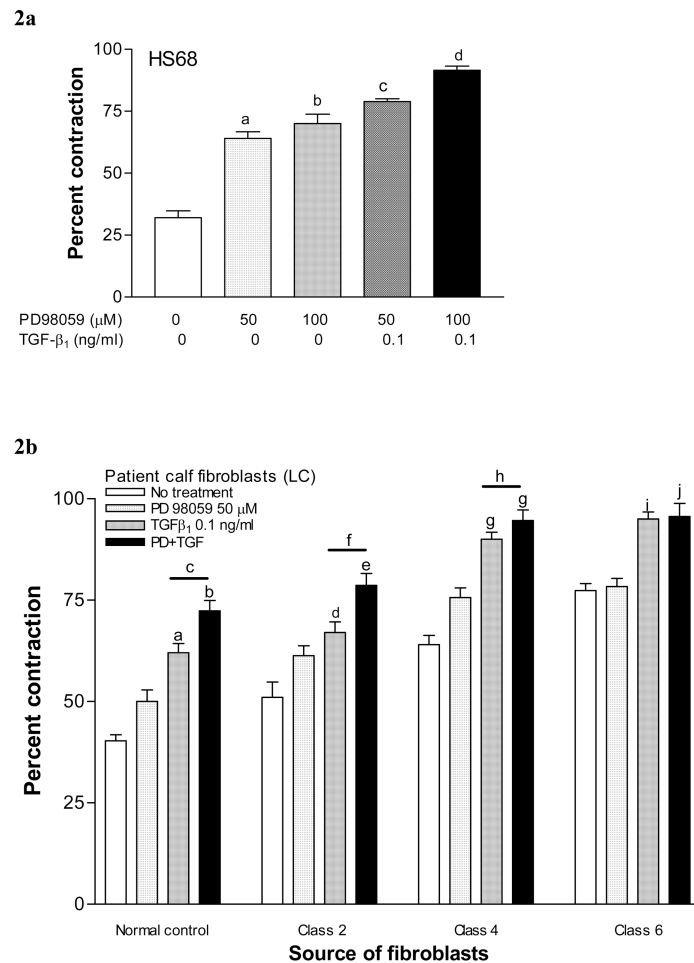 2a
HS68
Percent contraction
100
75
50
25
0
a
b
c
d
PD98059 (μM) 0 50 100 50 100
TGF-β₁ (ng/ml) 0 0 0 0.1 0.1
2b
Patient calf fibroblasts (LC)
No treatment
PD 98059 50 μM
TGFβ₁ 0.1 ng/ml
PD+TGF
Percent contraction
100
75
50
25
0
c
a
b
f
d
e
h
g
g
i
j
Normal control Class 2 Class 4 Class 6
Source of fibroblasts